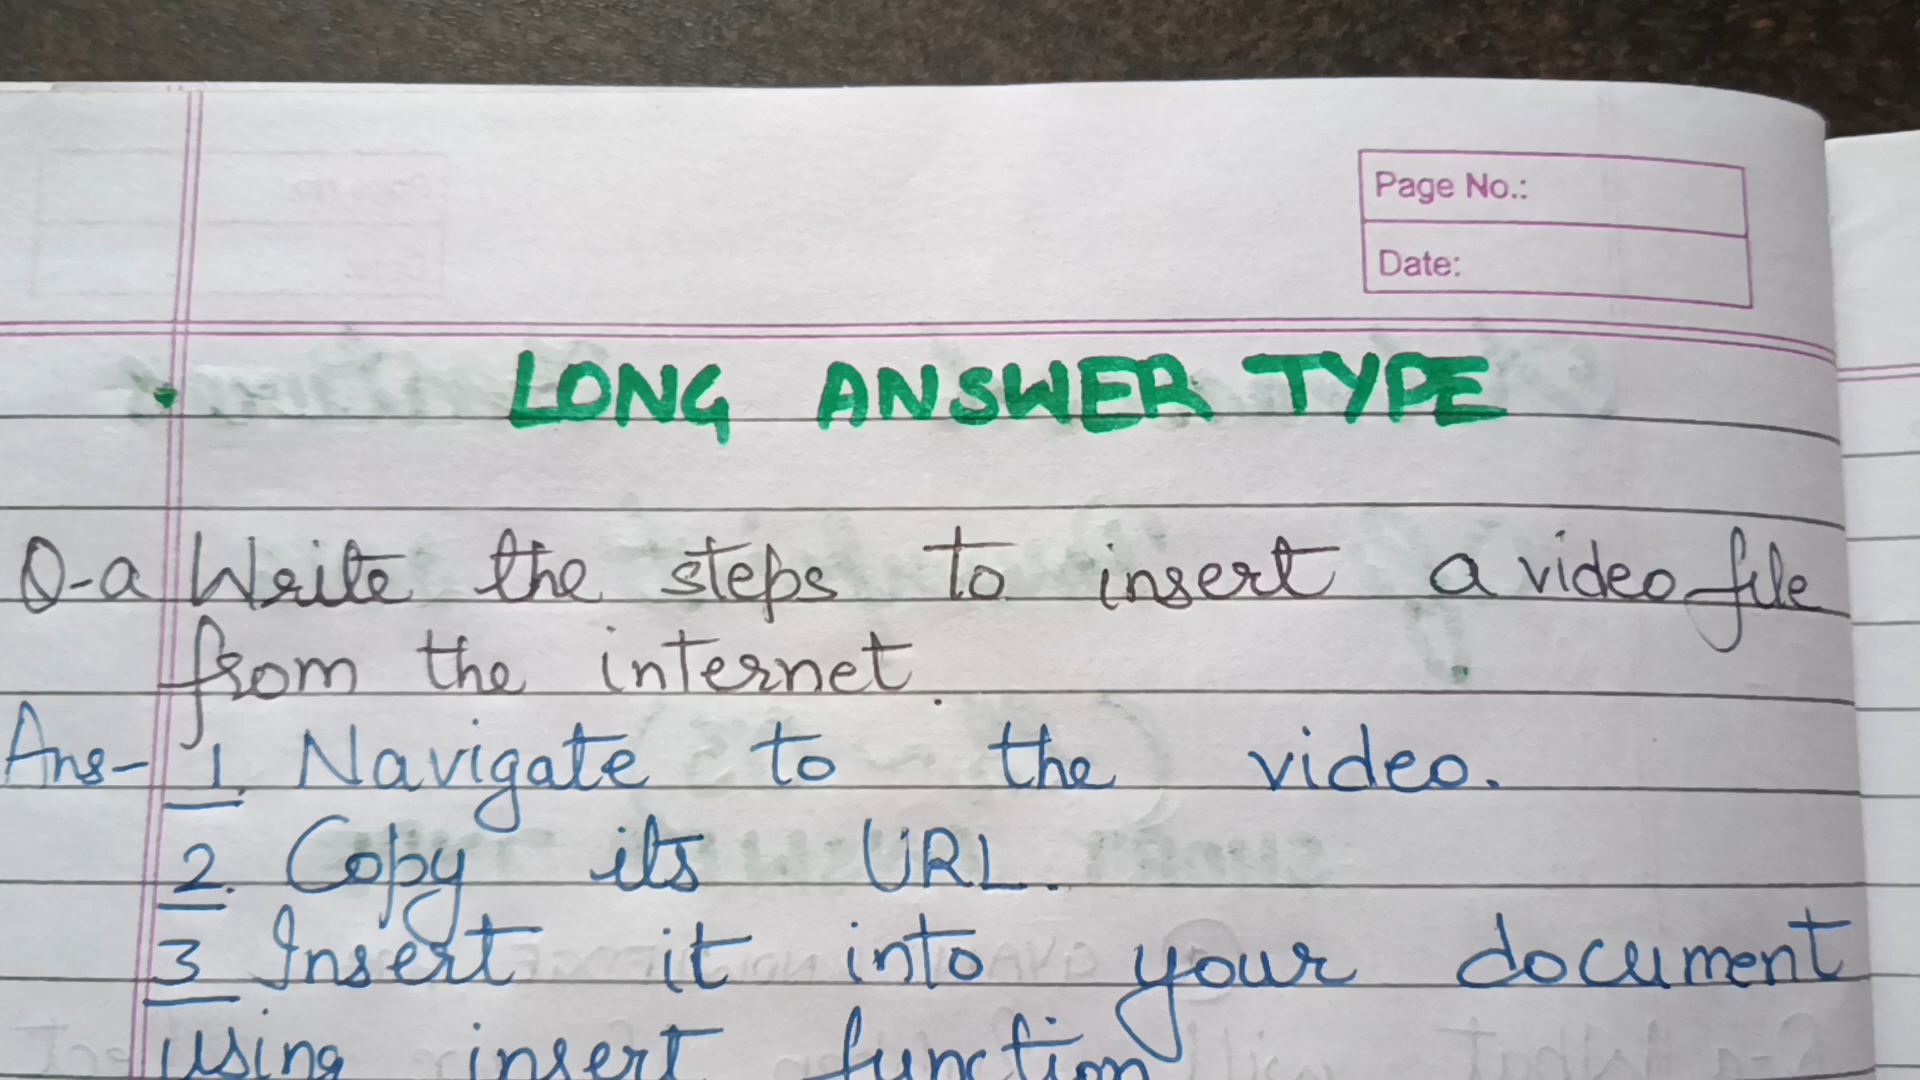 Page No.:
Date:
LONG ANSWER TYPE
Q-a Write the steps to insert a video file
from the internet.
Ans- 1. Navigate to the video.
2. Copy its URL.
3 Insert it into your document
using insert function